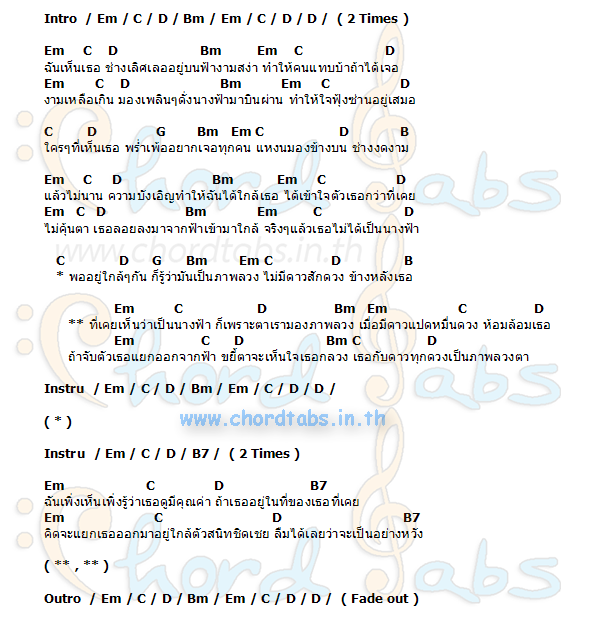 Intro / Em / C / D / Bm / Em / C / D / D / ( 2 Times )
Em C D Bm Em C D
ฉันเห็นเธอ ช่างเลิศเลออยู่บนฟ้างามสง่า ทำให้คนแทบบ้าถ้าได้เจอ
Em C D Bm Em C D
งามเหลือเกิน มองเพลินๆดั่งนางฟ้ามาบินผ่าน ทำให้ใจฟุ้งซ่านอยู่เสมอ
C D G Bm Em C D B
ใครๆที่เห็นเธอ พร่ำเพ้ออยากเจอทุกคน แหงนมองข้างบน ช่างงดงาม
Em C D Bm Em C D
แล้วไม่นาน ความบังเอิญทำให้ฉันได้ใกล้เธอ ได้เข้าใจตัวเธอกว่าที่เคย
Em C D Bm Em C D
ไม่คุ้นตา เธอลอยลงมาจากฟ้าเข้ามาใกล้ จริงๆแล้วเธอไม่ได้เป็นนางฟ้า
www.chordtabs.in.th
C D G Bm Em C D B
* พออยู่ใกล้ๆกัน ก็รู้ว่ามันเป็นภาพลวง ไม่มีดาวสักดวง ข้างหลังเธอ
Em C D Bm Em C D
** ที่เคยเห็นว่าเป็นนางฟ้า ก็เพราะตาเรามองภาพลวง เมื่อมีดาวแปดหมื่นดวง ห้อมล้อมเธอ
Em C D Bm C D
ถ้าจับตัวเธอแยกออกจากฟ้า ขยี้ตาจะเห็นใจเธอกลวง เธอกับดาวทุกดวงเป็นภาพลวงตา
Instru / Em / C / D / Bm / Em / C / D / D /
www.chordtabs.in.th
( * )
Instru / Em / C / D / B7 / ( 2 Times )
Em C D B7
ฉันเพิ่งเห็นเพิ่งรู้ว่าเธอดูมีคุณค่า ถ้าเธออยู่ในที่ของเธอที่เคย
Em C D B7
คิดจะแยกเธอออกมาอยู่ใกล้ตัวสนิทชิดเชย ลืมได้เลยว่าจะเป็นอย่างหวัง
( ** , ** )
Outro / Em / C / D / Bm / Em / C / D / D / ( Fade out )